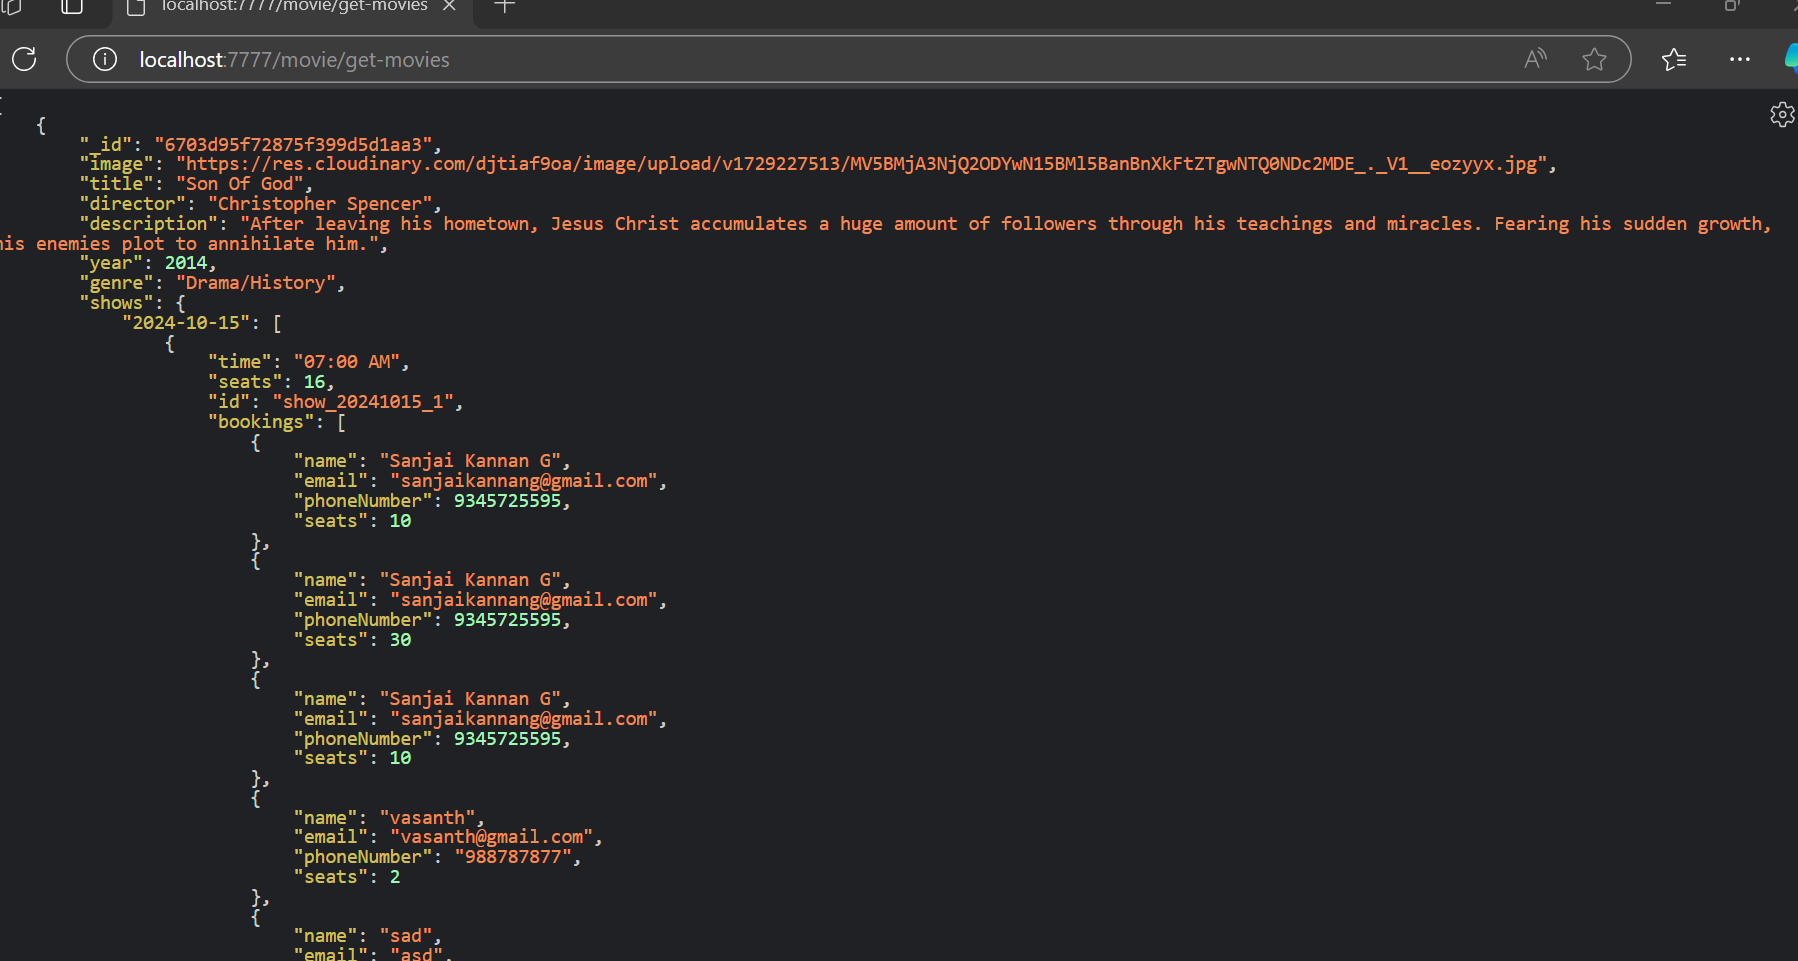 localhost:7777/movie/get-movies
localhost:7777/movie/get-movies
{
"_id": "6703d95f72875f399d5d1aa3",
"image": "https://res.cloudinary.com/djtiaf9oa/image/upload/v1729227513/MV5BMjA3NjQ2ODYwN15BMl5BanBnXkFtZTgwNTQ0NDc2MDE_._V1__eozyyx.jpg",
"title": "Son Of God",
"director": "Christopher Spencer",
"description": "After leaving his hometown, Jesus Christ accumulates a huge amount of followers through his teachings and miracles. Fearing his sudden growth,
his enemies plot to annihilate him.",
"year": 2014,
"genre": "Drama/History",
"shows": {
"2024-10-15": [
{
"time": "07:00 AM",
"seats": 16,
"id": "show_20241015_1",
"bookings": [
{
"name": "Sanjai Kannan G",
"email": "sanjaikannang@gmail.com",
"phoneNumber": 9345725595,
"seats": 10
},
{
"name": "Sanjai Kannan G",
"email": "sanjaikannang@gmail.com",
"phoneNumber": 9345725595,
"seats": 30
},
{
"name": "Sanjai Kannan G",
"email": "sanjaikannang@gmail.com",
"phoneNumber": 9345725595,
"seats": 10
},
{
"name": "vasanth",
"email": "vasanth@gmail.com",
"phoneNumber": "988787877",
"seats": 2
},
{
"name": "sad",
"email": "asd",